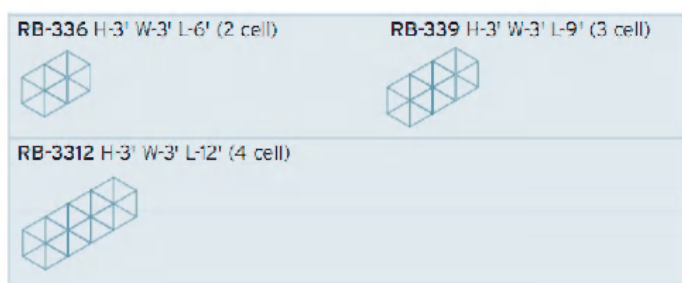 RB-336 H-3' W-3' L-6' (2 cell)
RB-339 H-3' W-3' L-9' (3 cell)
RB-3312 H-3' W-3' L-12' (4 cell)